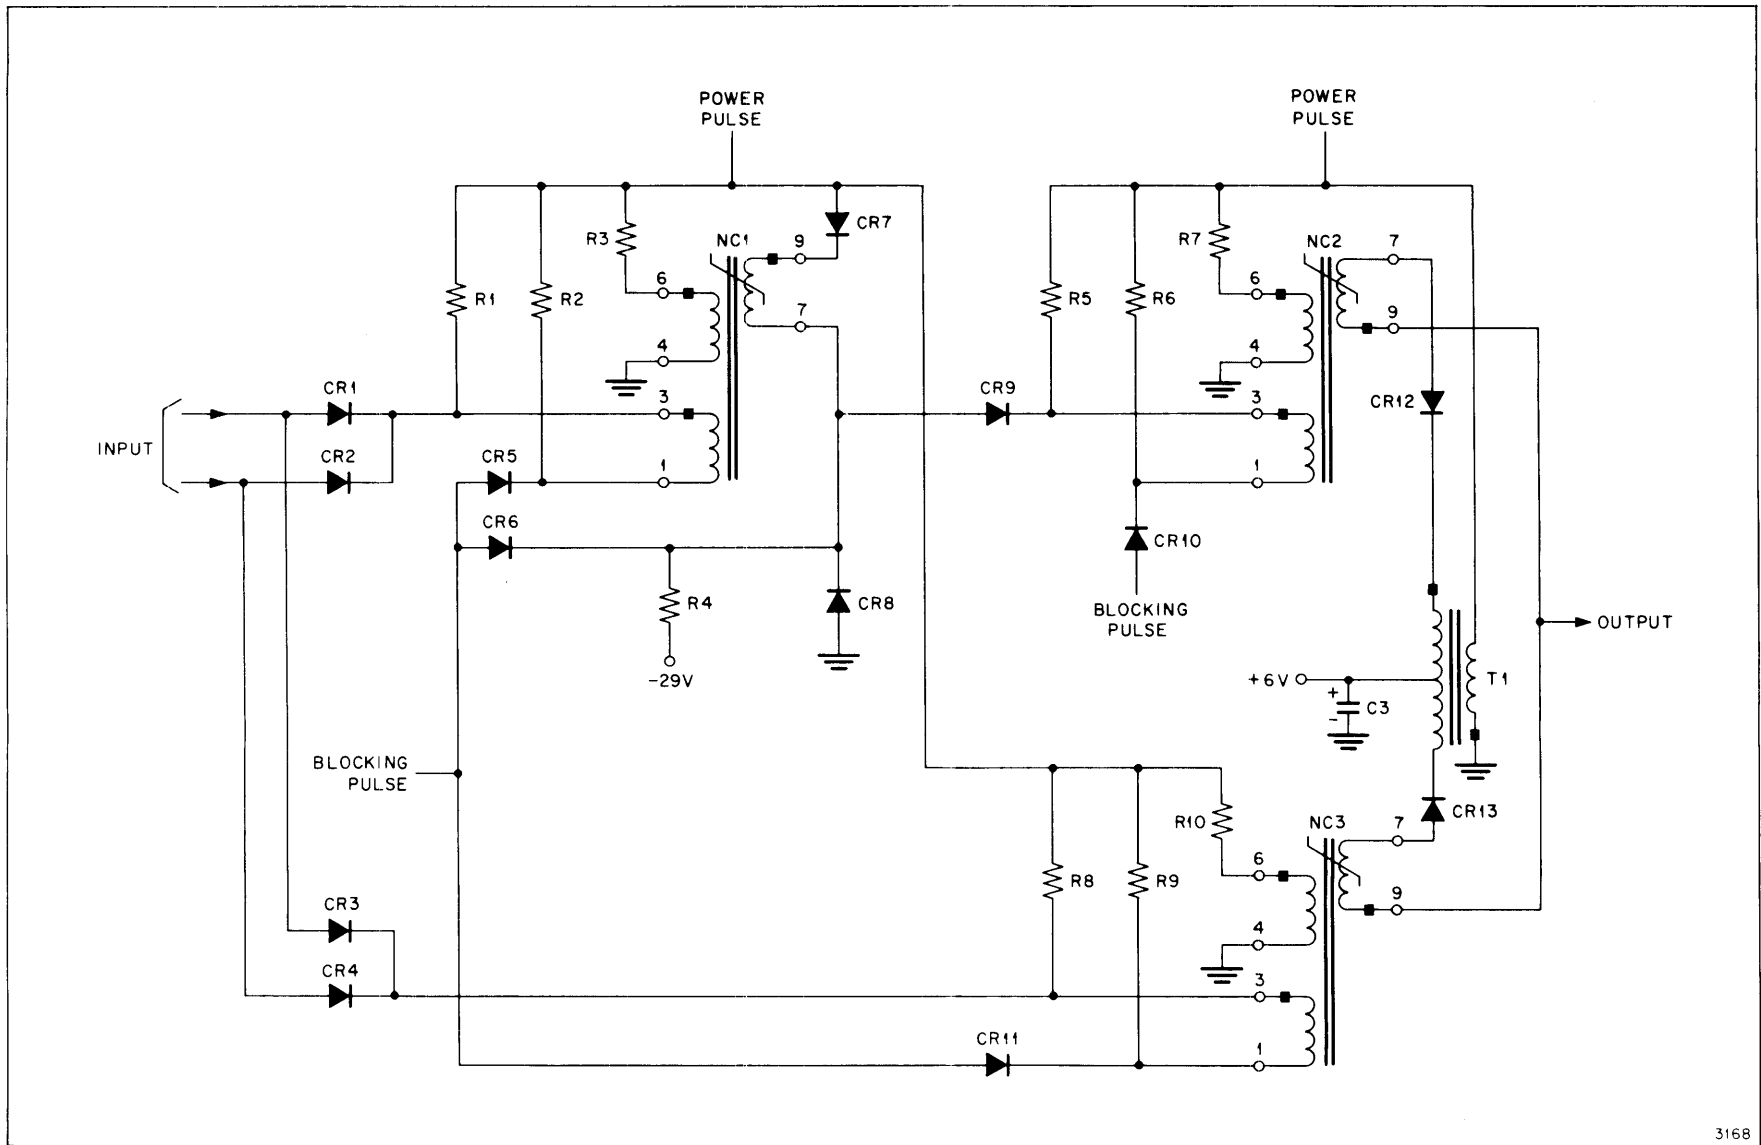 POWER
PULSE
POWER
PULSE
CR7
R3
NC1
9
R7
NC2
7
6
6
R1
R2
R5
R6
7
9
4
4
CR1
3
CR9
3
CR12
INPUT
CR2
CR5
1
1
CR6
CR10
R4
CR8
BLOCKING
PULSE
OUTPUT
-29V
+6V
+
-
C3
T1
BLOCKING
PULSE
R10
NC3
7
CR13
6
R8
R9
9
CR3
4
CR4
3
CR11
1
3168